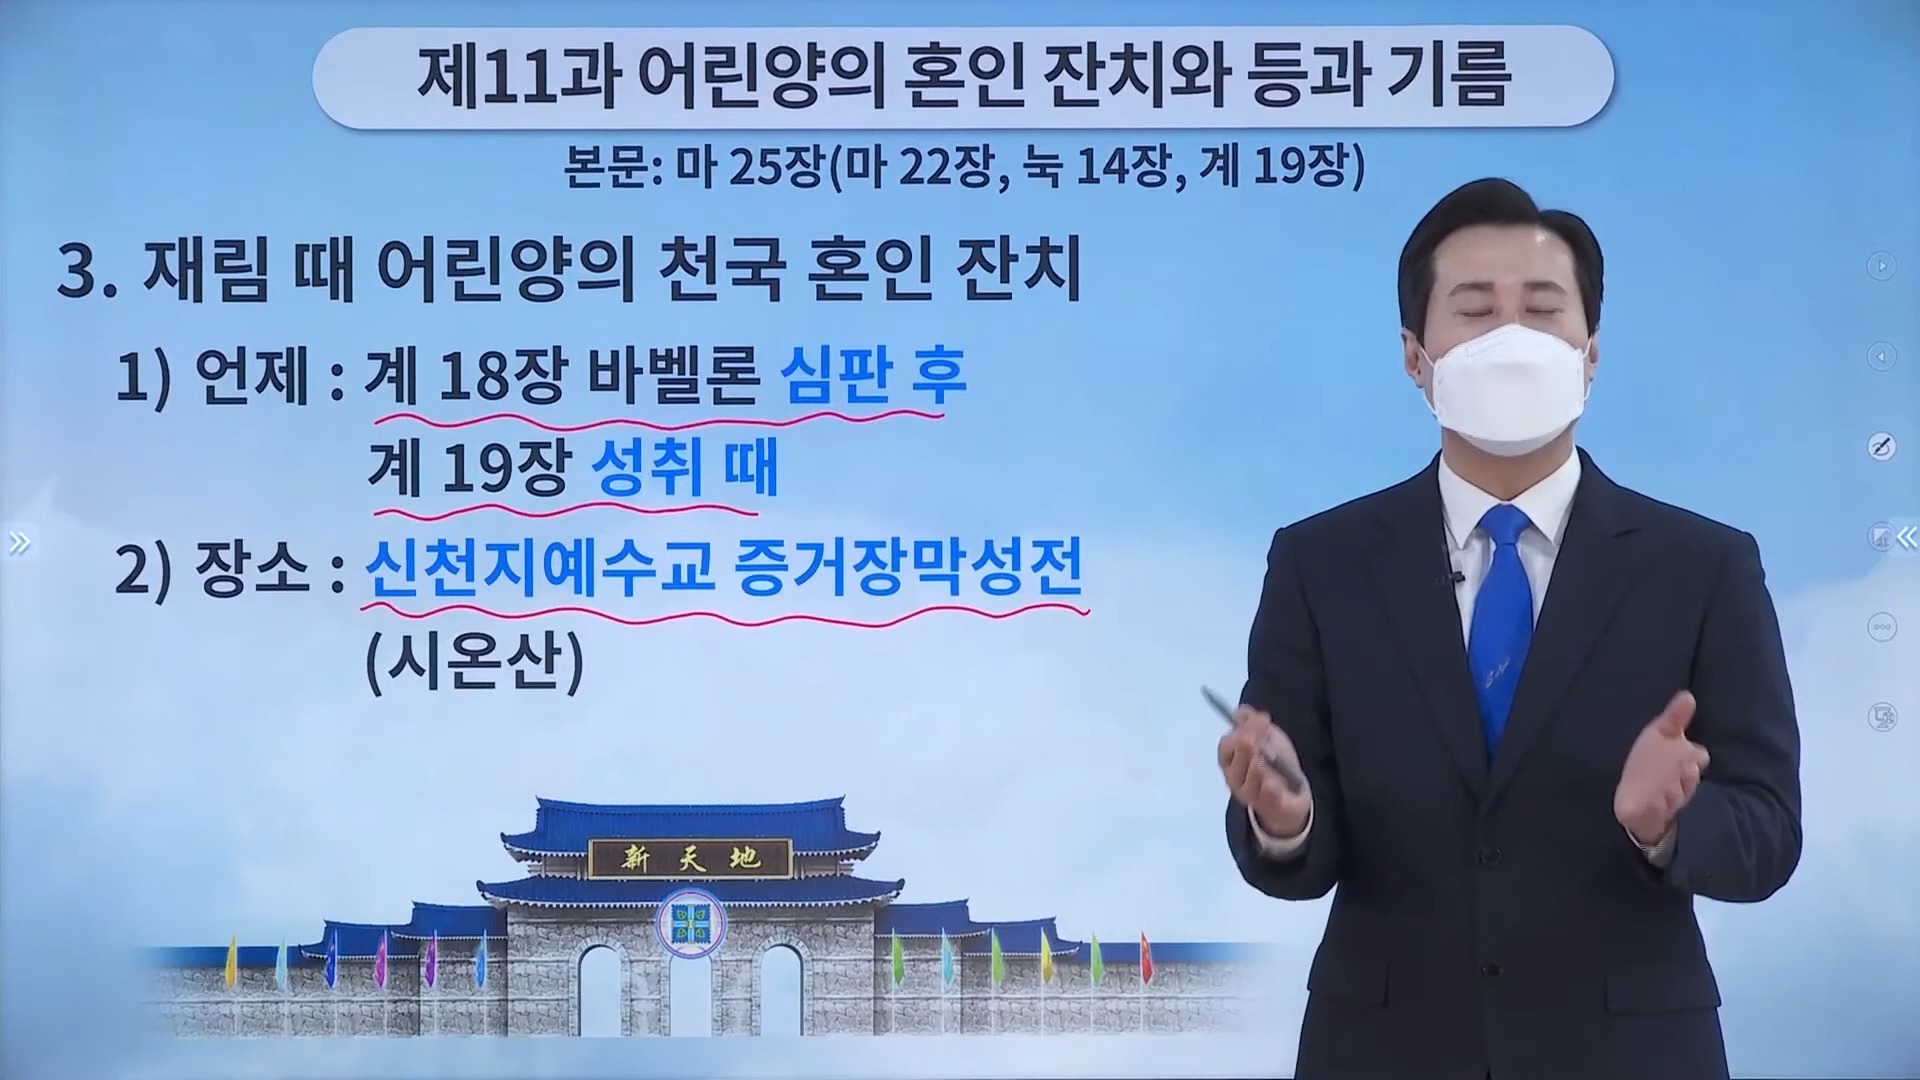 제11과 어린양의 혼인 잔치와 등과 기름
본문: 마 25장(마 22장, 눅 14장, 계 19장)
3. 재림 때 어린양의 천국 혼인 잔치
1) 언제 : 계 18장 바벨론 심판 후
계 19장 성취 때
2) 장소 : 신천지예수교 증거장막성전
(시온산)
新天地